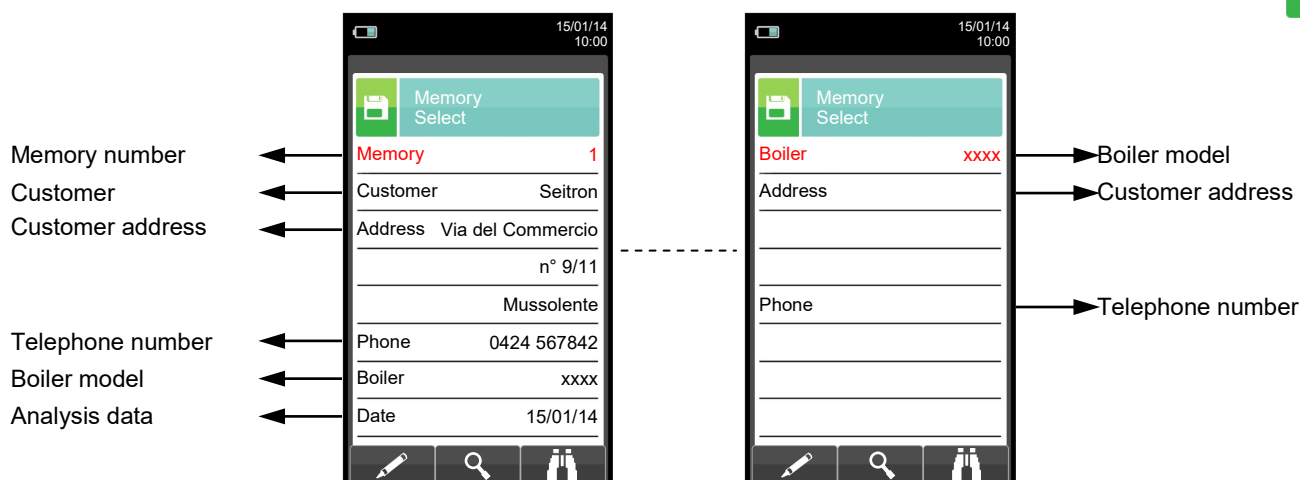 15/01/14
10:00
Memory
Select
Memory number
Memory 1
Customer
Customer Seitron
Customer address
Address Via del Commercio
n° 9/11
Mussolente
Telephone number
Phone 0424 567842
Boiler model
Boiler xxxx
Analysis data
Date 15/01/14
15/01/14
10:00
Memory
Select
Boiler xxxx
Boiler model
Address
Customer address
Phone
Telephone number